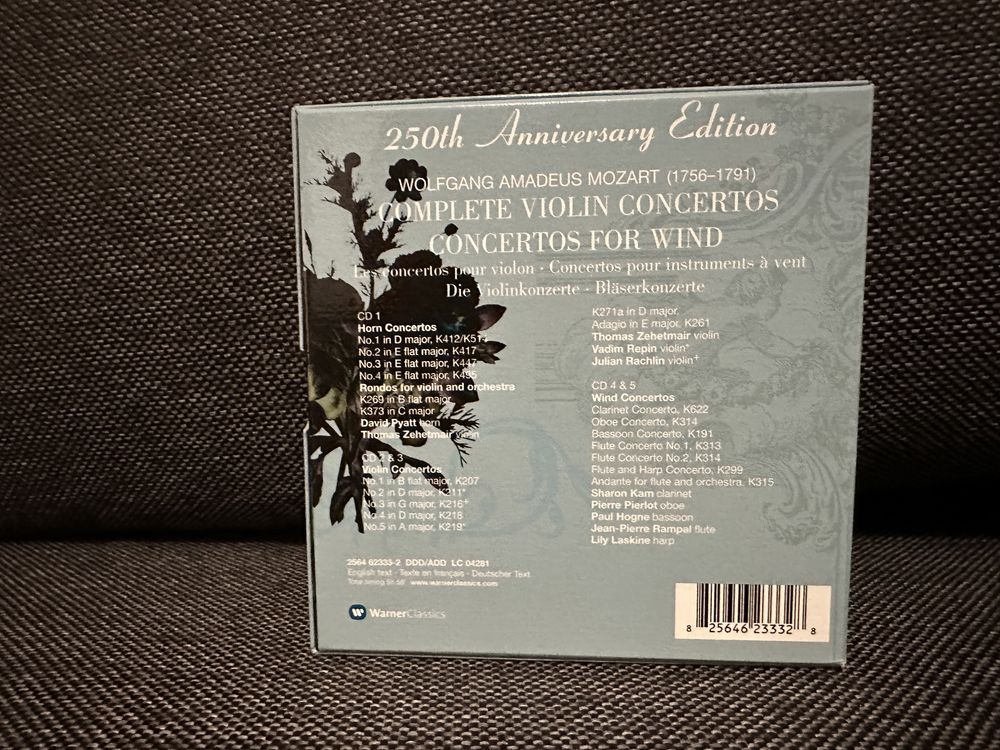 250th Anniversary Edition
WOLFGANG AMADEUS MOZART (1756–1791)
COMPLETE VIOLIN CONCERTOS
CONCERTOS FOR WIND
Les concertos pour violon · Concertos pour instruments à vent
Die Violinkonzerte · Bläserkonzerte
CD 1
Horn Concertos
No.1 in D major, K412/K514
No.2 in E flat major, K417
No.3 in E flat major, K447
No.4 in E flat major, K495
Rondos for violin and orchestra
K269 in B flat major
K373 in C major
David Pyatt horn
Thomas Zehetmair violin
CD 2 & 3
Violin Concertos
No.1 in B flat major, K207
No.2 in D major, K211*
No.3 in G major, K216+
No.4 in D major, K218
No.5 in A major, K219*
K271a in D major,
Adagio in E major, K261
Thomas Zehetmair violin
Vadim Repin violin*
Julian Rachlin violin+
CD 4 & 5
Wind Concertos
Clarinet Concerto, K622
Oboe Concerto, K314
Bassoon Concerto, K191
Flute Concerto No.1, K313
Flute Concerto No.2, K314
Flute and Harp Concerto, K299
Andante for flute and orchestra, K315
Sharon Kam clarinet
Pierre Pierlot oboe
Paul Hogne bassoon
Jean-Pierre Rampal flute
Lily Laskine harp
2564 62333-2 DDD/ADD LC 04281
English text · Texte en français · Deutscher Text
Total timing 5h 58' www.warnerclassics.com
WarnerClassics
8 25646 23332 8